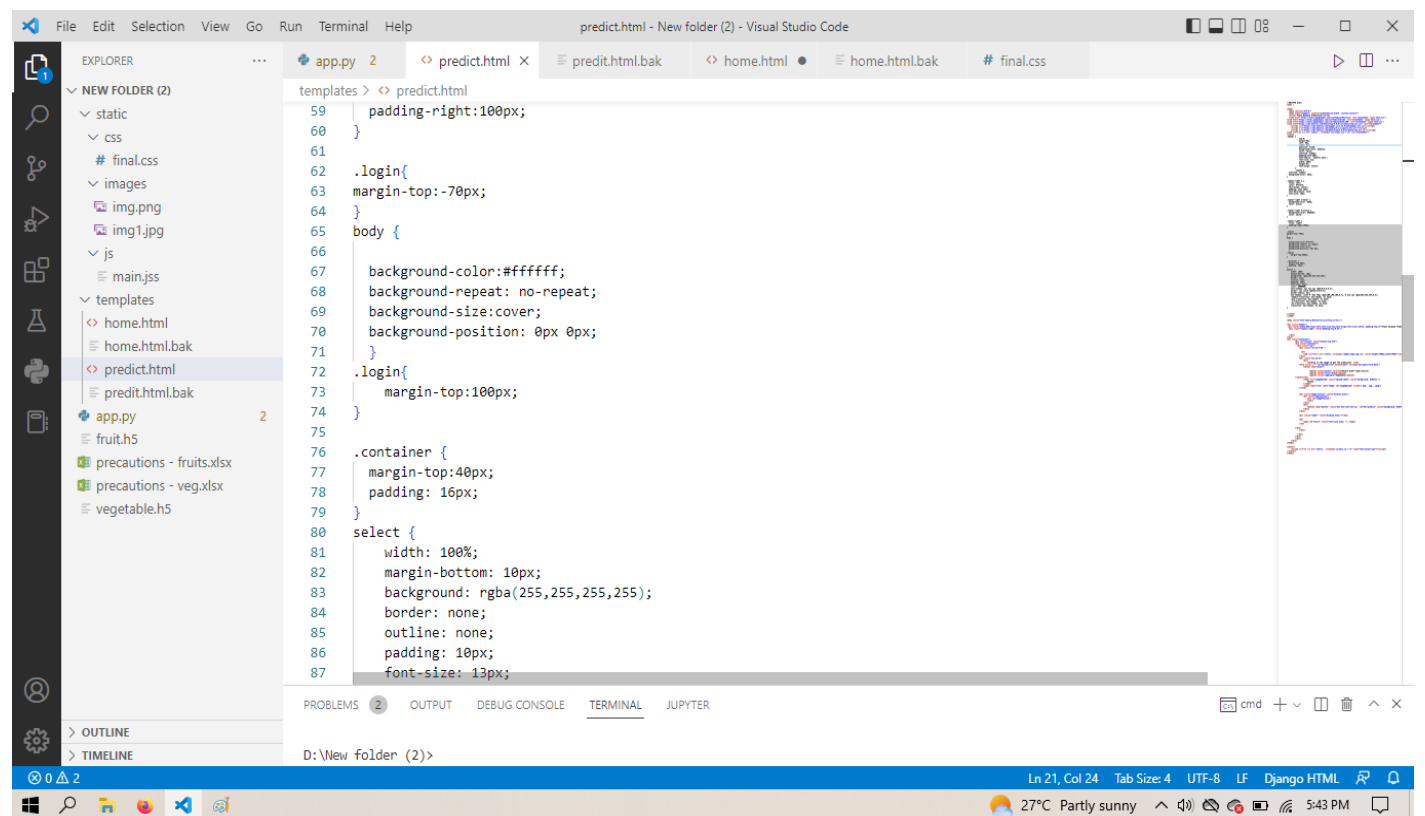 File Edit Selection View Go Run Terminal Help predict.html - New folder (2) - Visual Studio Code
EXPLORER ...
NEW FOLDER (2)
static
css
# final.css
images
img.png
img1.jpg
js
main.jss
templates
<> home.html
home.html.bak
<> predict.html
predit.html.bak
app.py 2
fruit.h5
precautions - fruits.xlsx
precautions - veg.xlsx
vegetable.h5
OUTLINE
TIMELINE
1
app.py 2 <> predict.html × predit.html.bak <> home.html ● home.html.bak # final.css
templates > <> predict.html
59 padding-right:100px;
60 }
61
62 .login{
63 margin-top:-70px;
64 }
65 body {
66
67 background-color:#ffffff;
68 background-repeat: no-repeat;
69 background-size:cover;
70 background-position: 0px 0px;
71 }
72 .login{
73 margin-top:100px;
74 }
75
76 .container {
77 margin-top:40px;
78 padding: 16px;
79 }
80 select {
81 width: 100%;
82 margin-bottom: 10px;
83 background: rgba(255,255,255,255);
84 border: none;
85 outline: none;
86 padding: 10px;
87 font-size: 13px;
PROBLEMS 2 OUTPUT DEBUG CONSOLE TERMINAL JUPYTER cmd
D:\New folder (2)>
0 2 Ln 21, Col 24 Tab Size: 4 UTF-8 LF Django HTML
27°C Partly sunny 5:43 PM